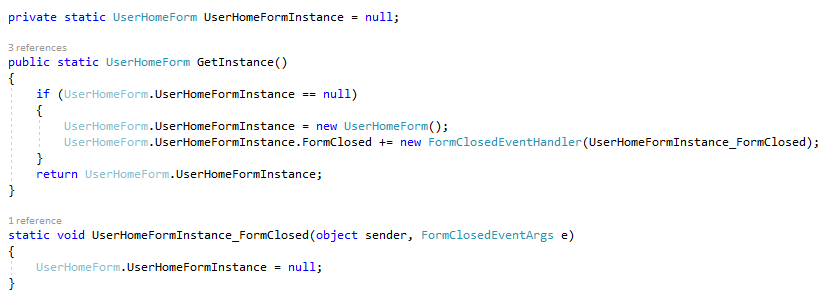 private static UserHomeForm UserHomeFormInstance = null;
3 references
public static UserHomeForm GetInstance()
{
if (UserHomeForm.UserHomeFormInstance == null)
{
UserHomeForm.UserHomeFormInstance = new UserHomeForm();
UserHomeForm.UserHomeFormInstance.FormClosed += new FormClosedEventHandler(UserHomeFormInstance_FormClosed);
}
return UserHomeForm.UserHomeFormInstance;
}
1 reference
static void UserHomeFormInstance_FormClosed(object sender, FormClosedEventArgs e)
{
UserHomeForm.UserHomeFormInstance = null;
}